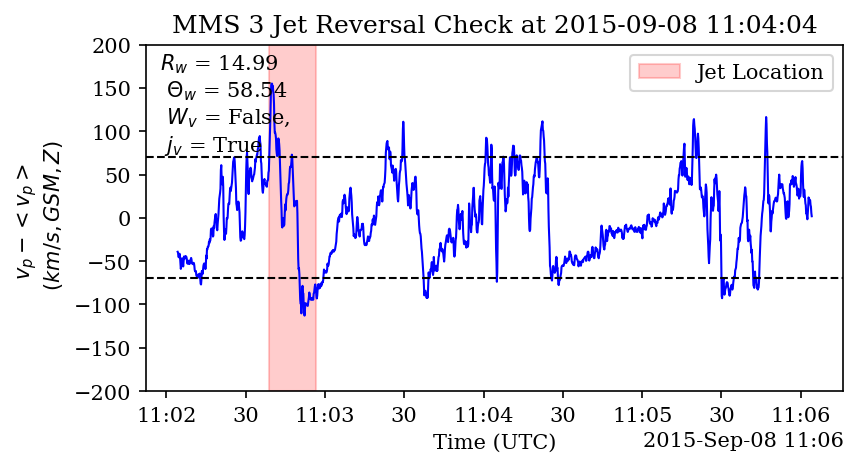 MMS 3 Jet Reversal Check at 2015-09-08 11:04:04
R_w = 14.99
Θ_w = 58.54
W_v = False,
j_v = True
Jet Location
v_p − < v_p >
(km/s, GSM, Z)
200
150
100
50
0
−50
−100
−150
−200
11:02 30 11:03 30 11:04 30 11:05 30 11:06
Time (UTC)
2015-Sep-08 11:06